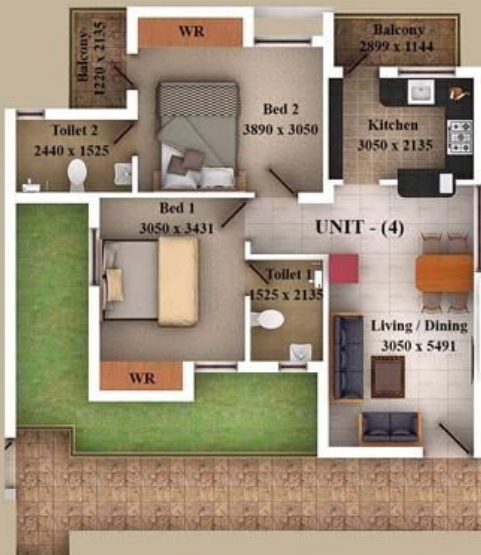 WR
Balcony
1220 x 2135
Balcony
2899 x 1144
Bed 2
3890 x 3050
Kitchen
3050 x 2135
Toilet 2
2440 x 1525
Bed 1
3050 x 3431
UNIT - (4)
Toilet 1
1525 x 2135
Living / Dining
3050 x 5491
WR